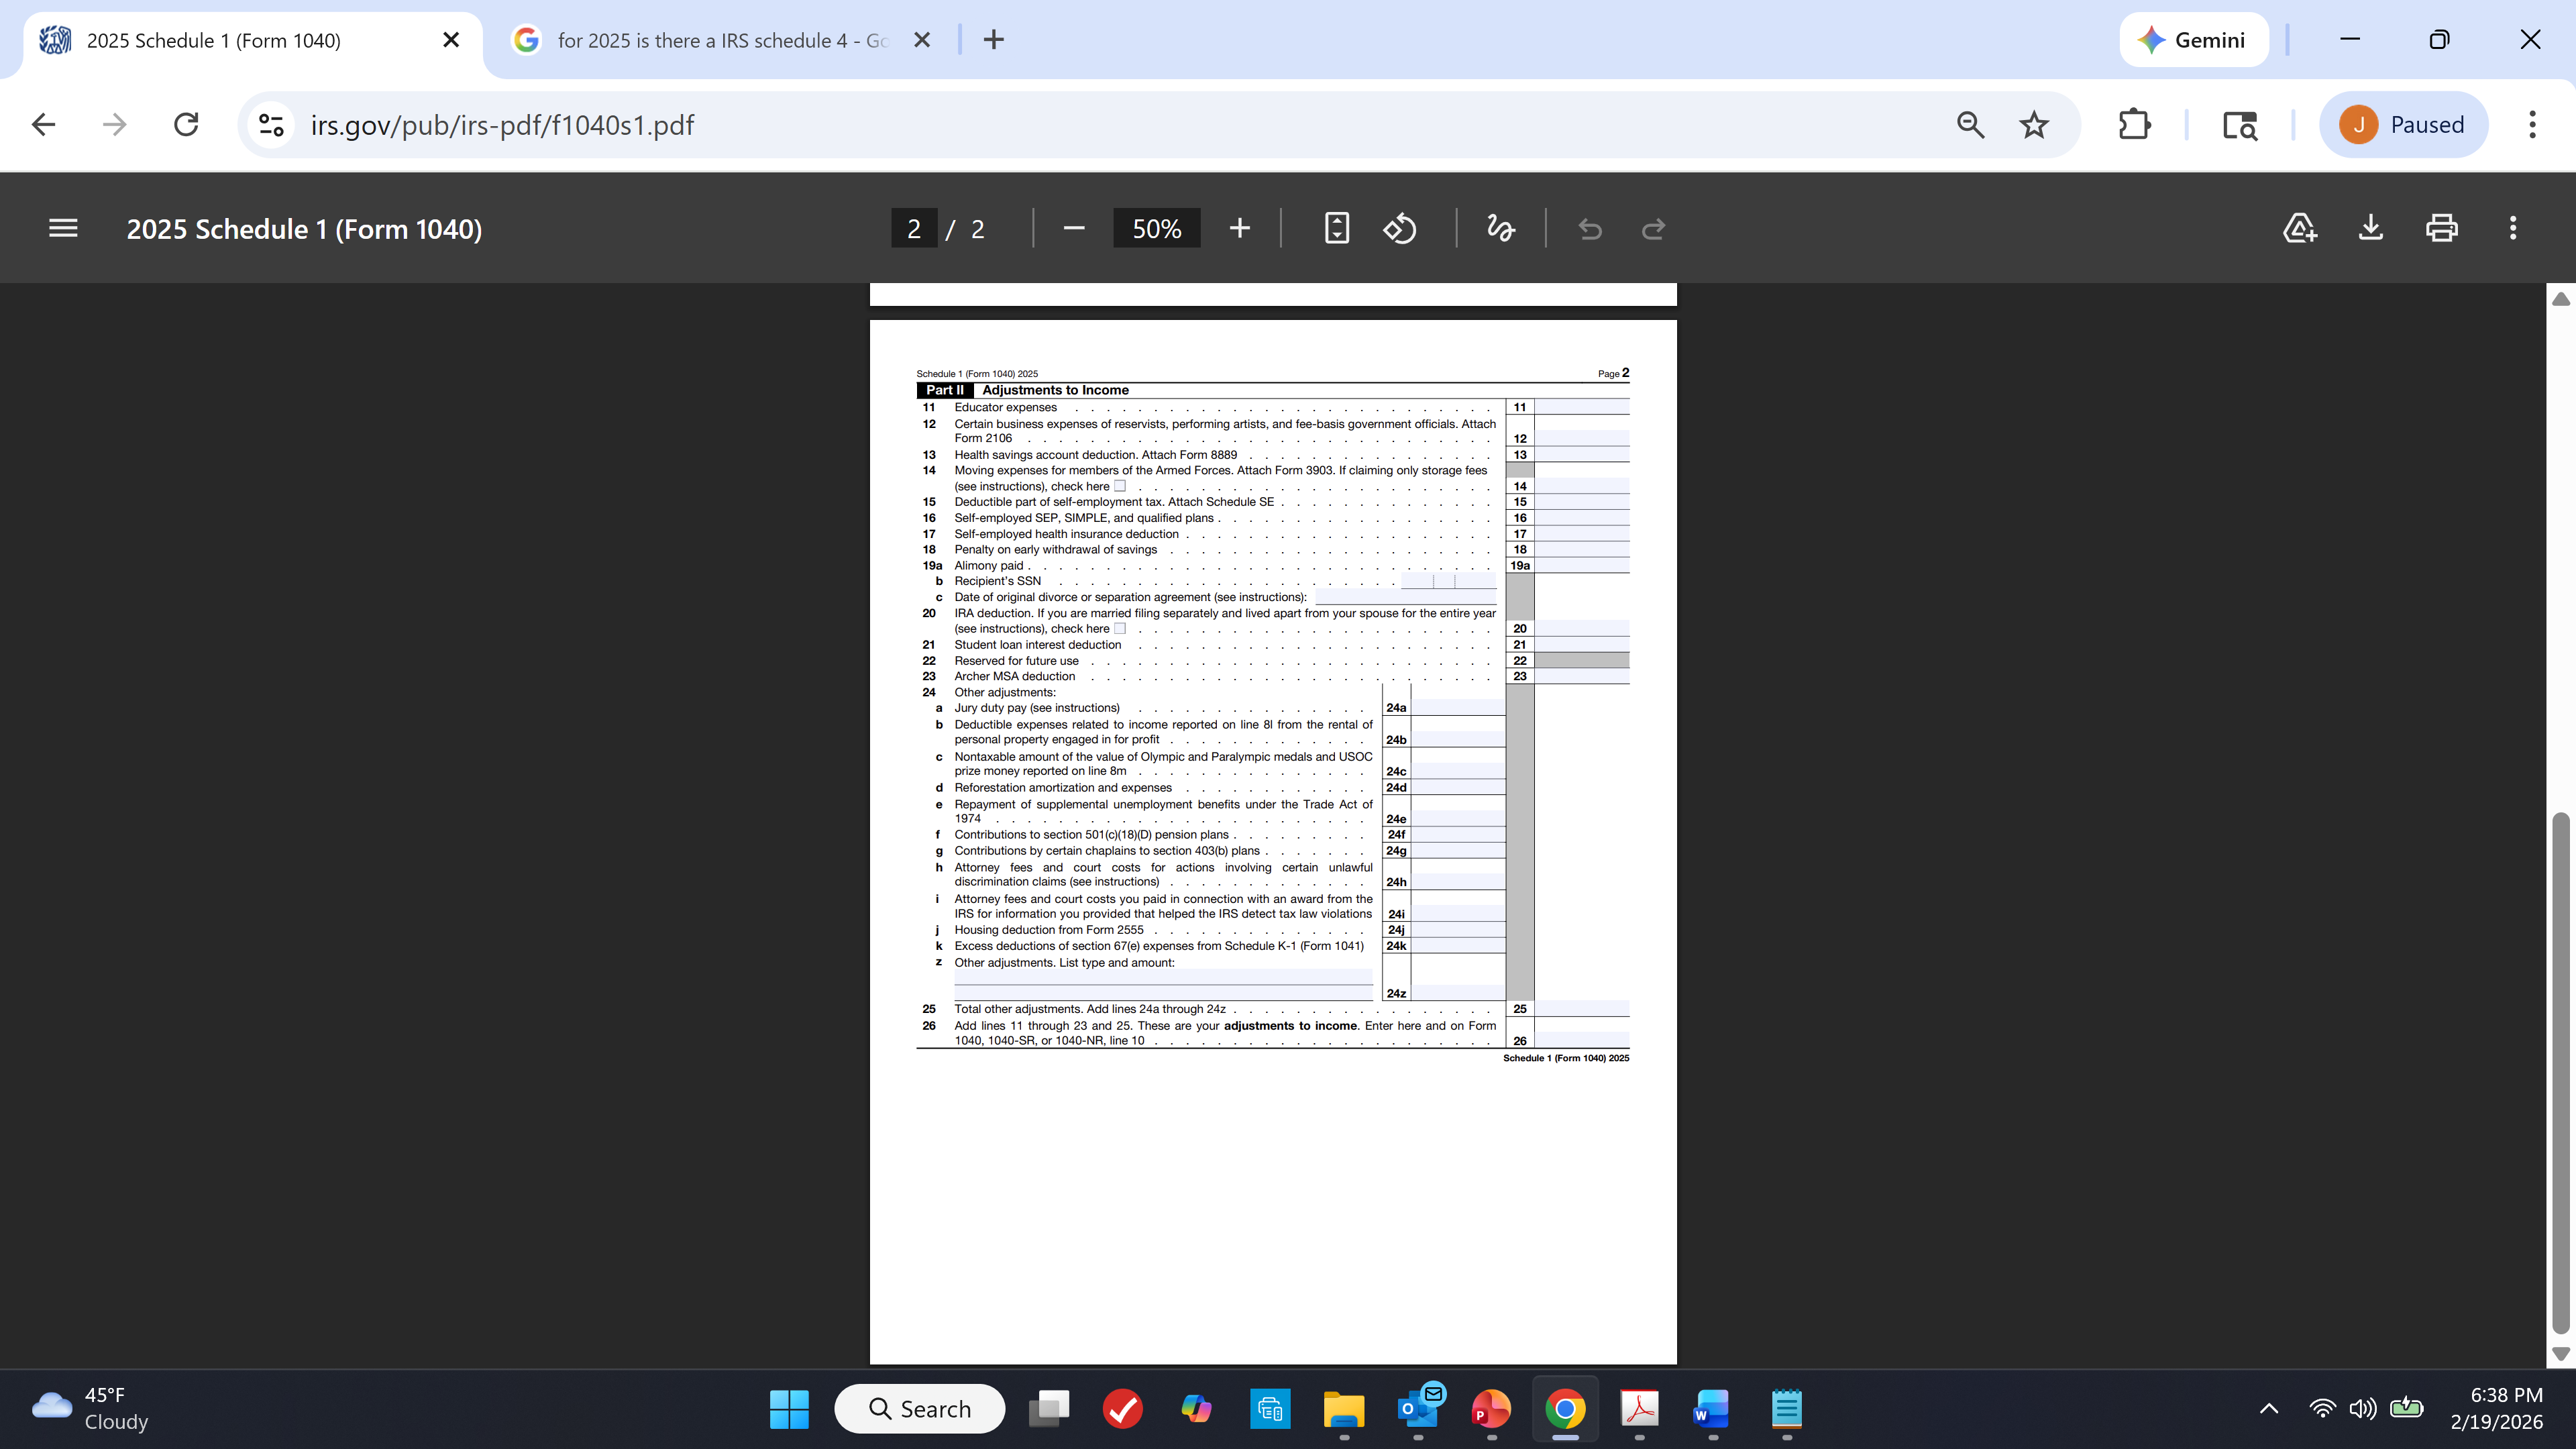 2025 Schedule 1 (Form 1040)
for 2025 is there a IRS schedule 4 - Go
Gemini
irs.gov/pub/irs-pdf/f1040s1.pdf
J Paused
2025 Schedule 1 (Form 1040)
2 / 2
50%
Schedule 1 (Form 1040) 2025 Page 2
Part II Adjustments to Income
11 Educator expenses . . . . . . . . . . . . . . . . . . . . . . . . . . . 11
12 Certain business expenses of reservists, performing artists, and fee-basis government officials. Attach
Form 2106 . . . . . . . . . . . . . . . . . . . . . . . . . . . . . . 12
13 Health savings account deduction. Attach Form 8889 . . . . . . . . . . . . . . . . 13
14 Moving expenses for members of the Armed Forces. Attach Form 3903. If claiming only storage fees
(see instructions), check here . . . . . . . . . . . . . . . . . . . . . . . 14
15 Deductible part of self-employment tax. Attach Schedule SE . . . . . . . . . . . . . . 15
16 Self-employed SEP, SIMPLE, and qualified plans . . . . . . . . . . . . . . . . . . 16
17 Self-employed health insurance deduction . . . . . . . . . . . . . . . . . . . . 17
18 Penalty on early withdrawal of savings . . . . . . . . . . . . . . . . . . . . . 18
19a Alimony paid . . . . . . . . . . . . . . . . . . . . . . . . . . . . . . 19a
b Recipient's SSN . . . . . . . . . . . . . . . . . . . . . .
c Date of original divorce or separation agreement (see instructions):
20 IRA deduction. If you are married filing separately and lived apart from your spouse for the entire year
(see instructions), check here . . . . . . . . . . . . . . . . . . . . . . . 20
21 Student loan interest deduction . . . . . . . . . . . . . . . . . . . . . . . 21
22 Reserved for future use . . . . . . . . . . . . . . . . . . . . . . . . . . 22
23 Archer MSA deduction . . . . . . . . . . . . . . . . . . . . . . . . . . 23
24 Other adjustments:
a Jury duty pay (see instructions) . . . . . . . . . . . . . . . 24a
b Deductible expenses related to income reported on line 8l from the rental of
personal property engaged in for profit . . . . . . . . . . . . . 24b
c Nontaxable amount of the value of Olympic and Paralympic medals and USOC
prize money reported on line 8m . . . . . . . . . . . . . . . 24c
d Reforestation amortization and expenses . . . . . . . . . . . . 24d
e Repayment of supplemental unemployment benefits under the Trade Act of
1974 . . . . . . . . . . . . . . . . . . . . . . . . 24e
f Contributions to section 501(c)(18)(D) pension plans . . . . . . . . . 24f
g Contributions by certain chaplains to section 403(b) plans . . . . . . . 24g
h Attorney fees and court costs for actions involving certain unlawful
discrimination claims (see instructions) . . . . . . . . . . . . . 24h
i Attorney fees and court costs you paid in connection with an award from the
IRS for information you provided that helped the IRS detect tax law violations 24i
j Housing deduction from Form 2555 . . . . . . . . . . . . . . 24j
k Excess deductions of section 67(e) expenses from Schedule K-1 (Form 1041) 24k
z Other adjustments. List type and amount:
24z
25 Total other adjustments. Add lines 24a through 24z . . . . . . . . . . . . . . . . . 25
26 Add lines 11 through 23 and 25. These are your adjustments to income. Enter here and on Form
1040, 1040-SR, or 1040-NR, line 10 . . . . . . . . . . . . . . . . . . . . . . 26
Schedule 1 (Form 1040) 2025
45°F
Cloudy
Search
6:38 PM
2/19/2026